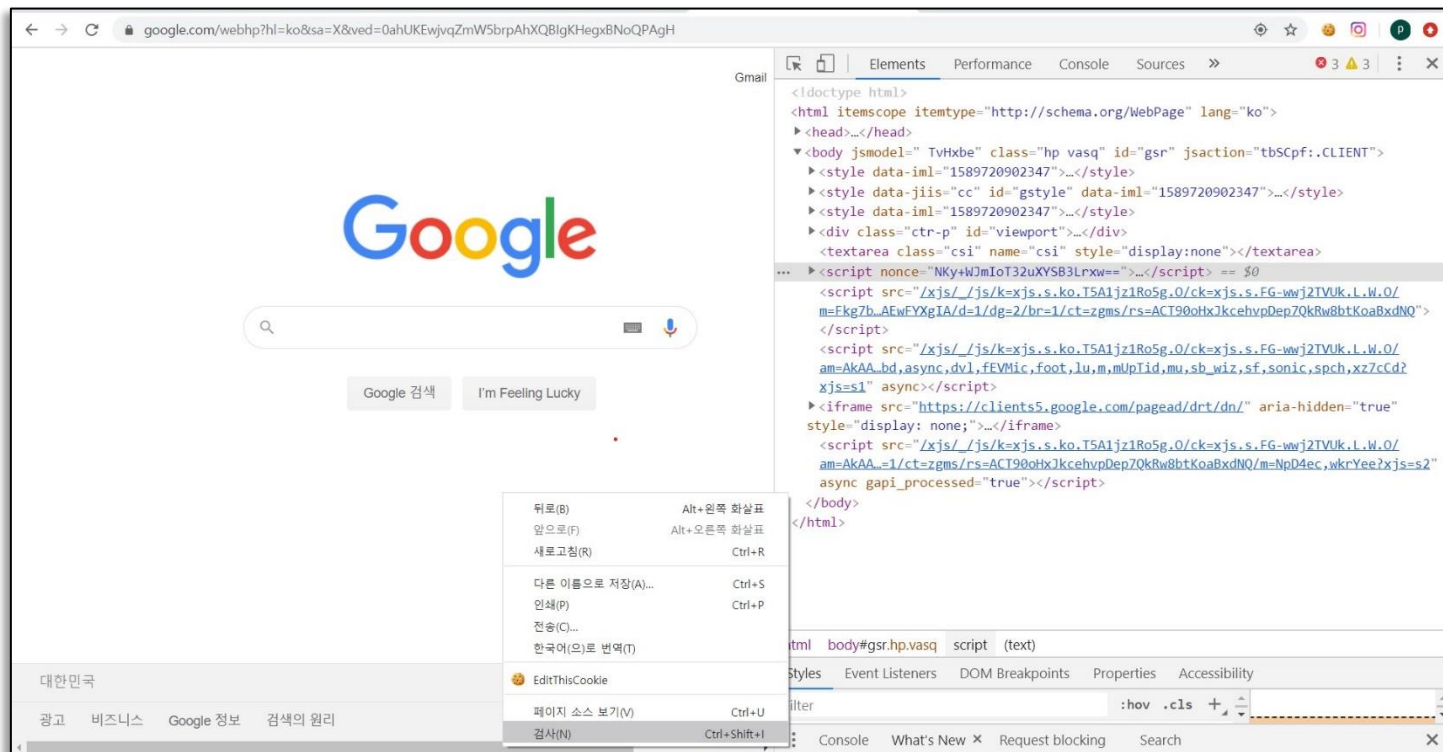 google.com/webhp?hl=ko&sa=X&ved=0ahUKEwjvqZmW5brpAhXQBIgKHegxBNoQPAgH
P
Gmail
Google
Google 검색
I'm Feeling Lucky
뒤로(B) Alt+왼쪽 화살표
앞으로(F) Alt+오른쪽 화살표
새로고침(R) Ctrl+R
다른 이름으로 저장(A)... Ctrl+S
인쇄(P) Ctrl+P
전송(C)...
한국어(으)로 번역(T)
EditThisCookie
페이지 소스 보기(V) Ctrl+U
검사(N) Ctrl+Shift+I
대한민국
광고 비즈니스 Google 정보 검색의 원리
Elements Performance Console Sources » 3 3
<!doctype html>
<html itemscope itemtype="http://schema.org/WebPage" lang="ko">
<head>…</head>
<body jsmodel=" TvHxbe" class="hp vasq" id="gsr" jsaction="tbSCpf:.CLIENT">
<style data-iml="1589720902347">…</style>
<style data-jiis="cc" id="gstyle" data-iml="1589720902347">…</style>
<style data-iml="1589720902347">…</style>
<div class="ctr-p" id="viewport">…</div>
<textarea class="csi" name="csi" style="display:none"></textarea>
<script nonce="NKy+WJmIoT32uXYSB3Lrxw==">…</script> == $0
<script src="/xjs/_/js/k=xjs.s.ko.T5A1jz1Ro5g.O/ck=xjs.s.FG-wwj2TVUk.L.W.O/
m=Fkg7b…AEwFYXgIA/d=1/dg=2/br=1/ct=zgms/rs=ACT90oHxJkcehvpDep7QkRw8btKoaBxdNQ">
</script>
<script src="/xjs/_/js/k=xjs.s.ko.T5A1jz1Ro5g.O/ck=xjs.s.FG-wwj2TVUk.L.W.O/
am=AkAA…bd,async,dvl,fEVMic,foot,lu,m,mUpTid,mu,sb_wiz,sf,sonic,spch,xz7cCd?
xjs=s1" async></script>
<iframe src="https://clients5.google.com/pagead/drt/dn/" aria-hidden="true"
style="display: none;">…</iframe>
<script src="/xjs/_/js/k=xjs.s.ko.T5A1jz1Ro5g.O/ck=xjs.s.FG-wwj2TVUk.L.W.O/
am=AkAA…=1/ct=zgms/rs=ACT90oHxJkcehvpDep7QkRw8btKoaBxdNQ/m=NpD4ec,wkrYee?xjs=s2"
async gapi_processed="true"></script>
</body>
</html>
html body#gsr.hp.vasq script (text)
Styles Event Listeners DOM Breakpoints Properties Accessibility
ilter :hov .cls +
Console What's New × Request blocking Search